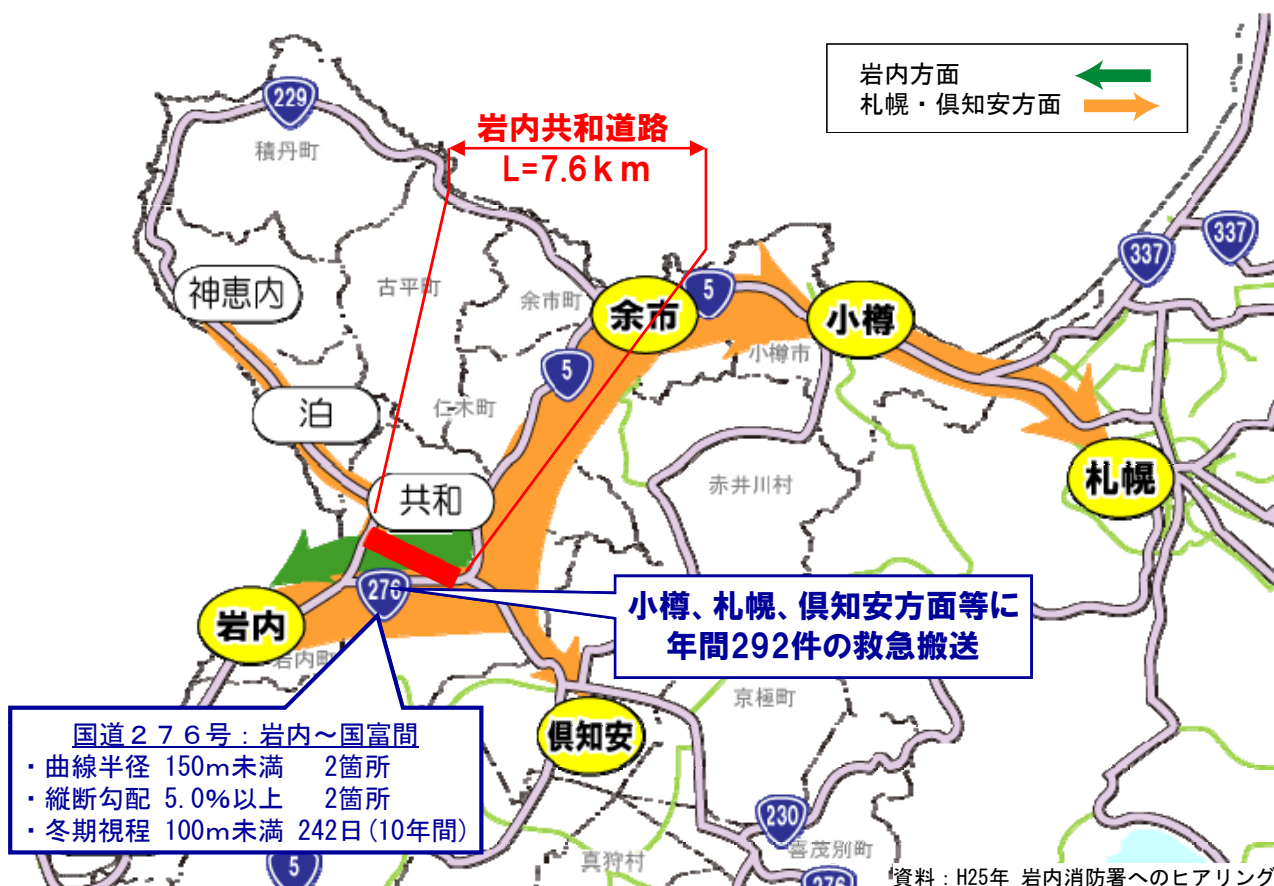 岩内方面
札幌・倶知安方面
229
積丹町
岩内共和道路
L=7.6km
337
337
神恵内
古平町
余市町
余市
5
小樽
小樽市
5
泊
仁木町
札幌
赤井川村
共和
276
岩内
岩内町
小樽、札幌、倶知安方面等に
年間292件の救急搬送
京極町
倶知安
国道276号：岩内～国富間
・曲線半径 150m未満 2箇所
・縦断勾配 5.0%以上 2箇所
・冬期視程 100m未満 242日(10年間)
230
喜茂別町
真狩村
5
276
資料：H25年 岩内消防署へのヒアリング